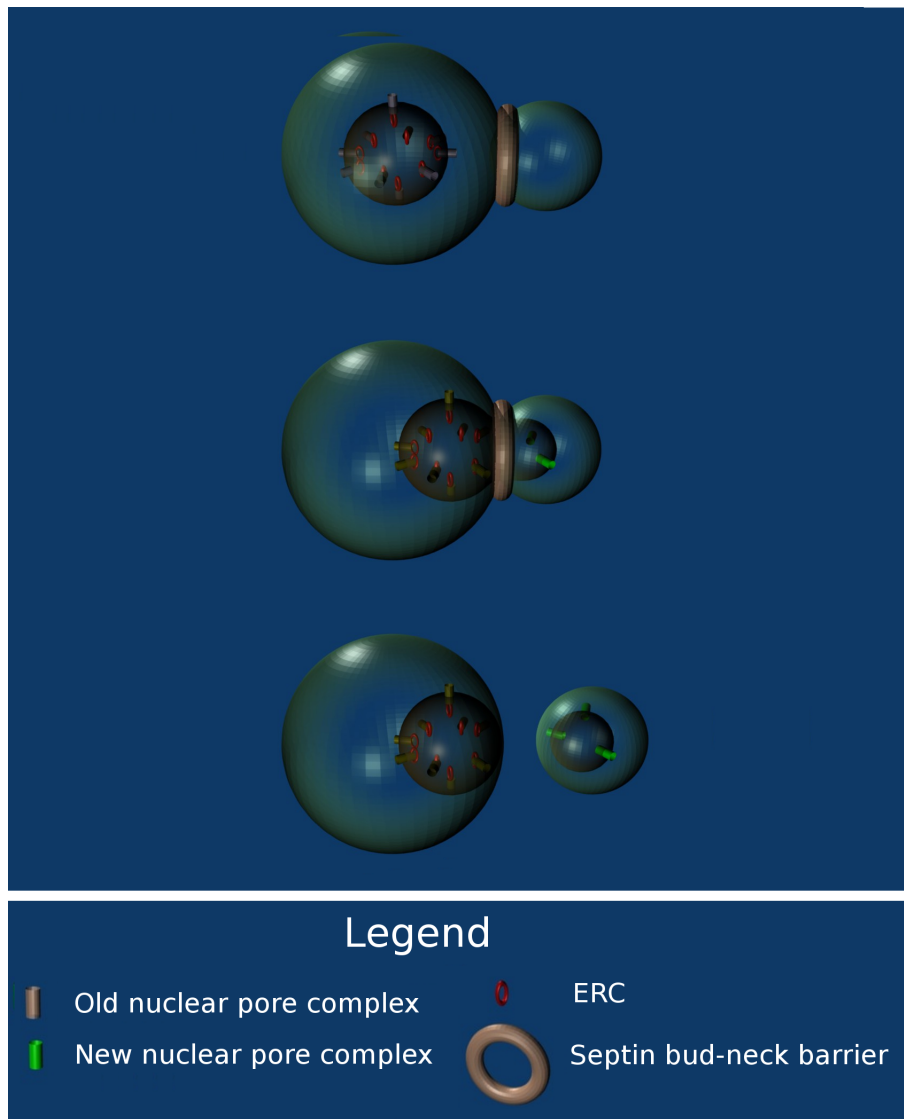 Legend
Old nuclear pore complex
New nuclear pore complex
ERC
Septin bud-neck barrier